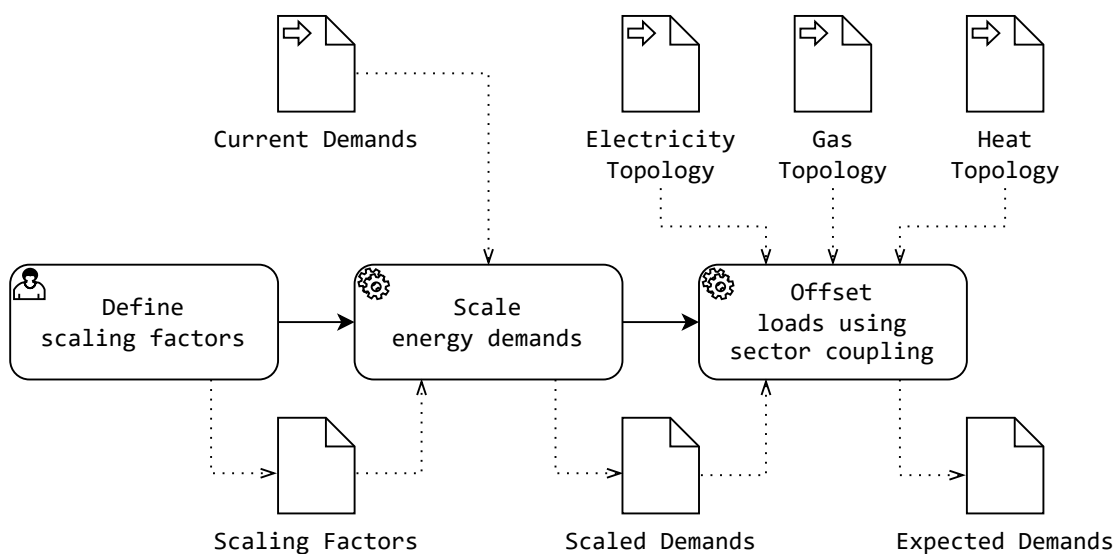 Current Demands
Electricity
Topology
Gas
Topology
Heat
Topology
Define
scaling factors
Scale
energy demands
Offset
loads using
sector coupling
Scaling Factors
Scaled Demands
Expected Demands